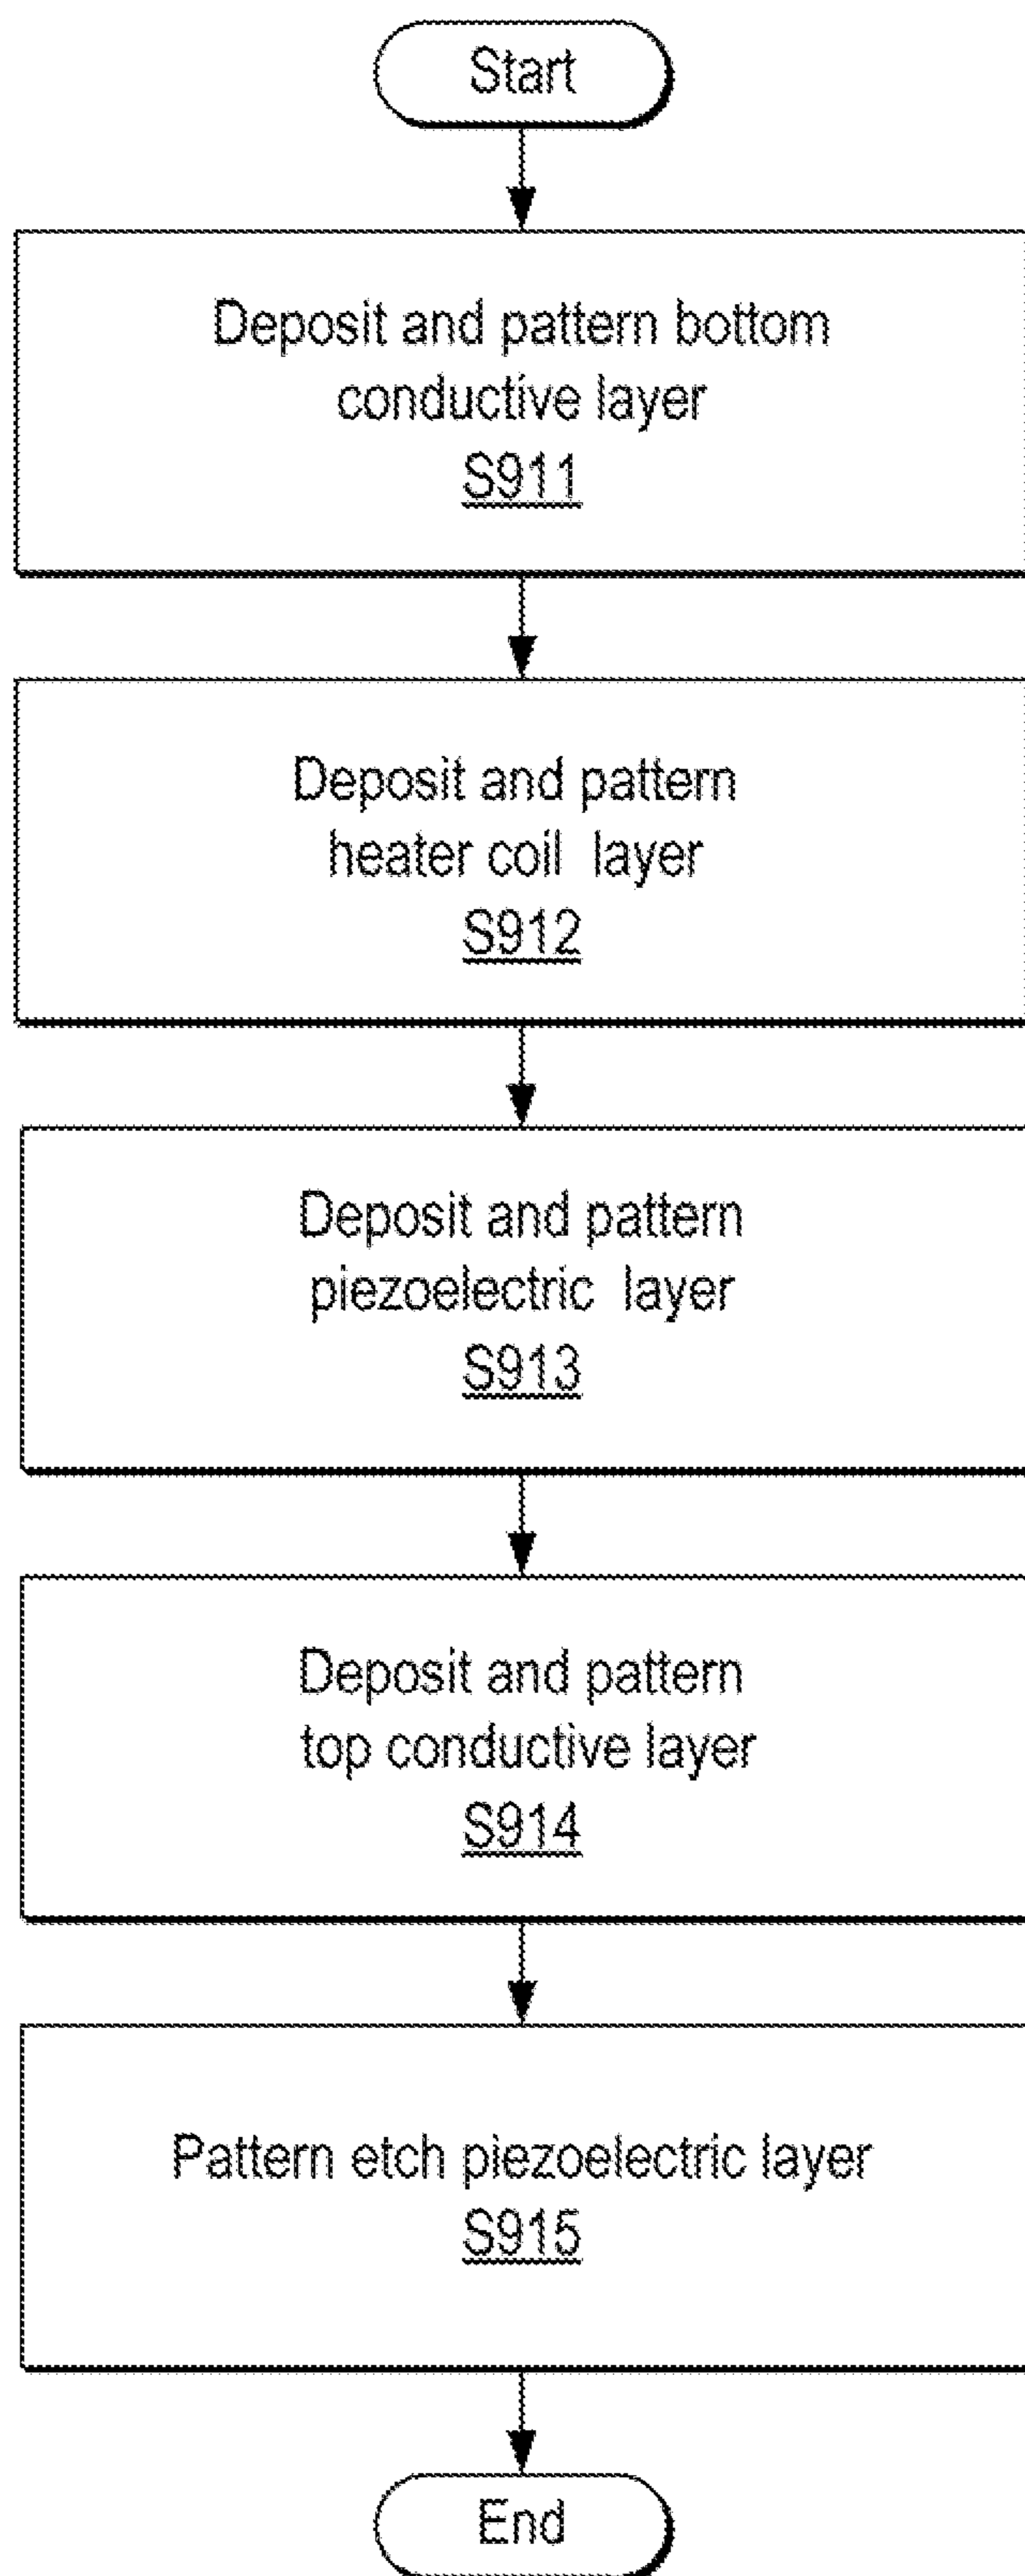 Start
Deposit and pattern bottom
conductive layer
S911
Deposit and pattern
heater coil layer
S912
Deposit and pattern
piezoelectric layer
S913
Deposit and pattern
top conductive layer
S914
Pattern etch piezoelectric layer
S915
End